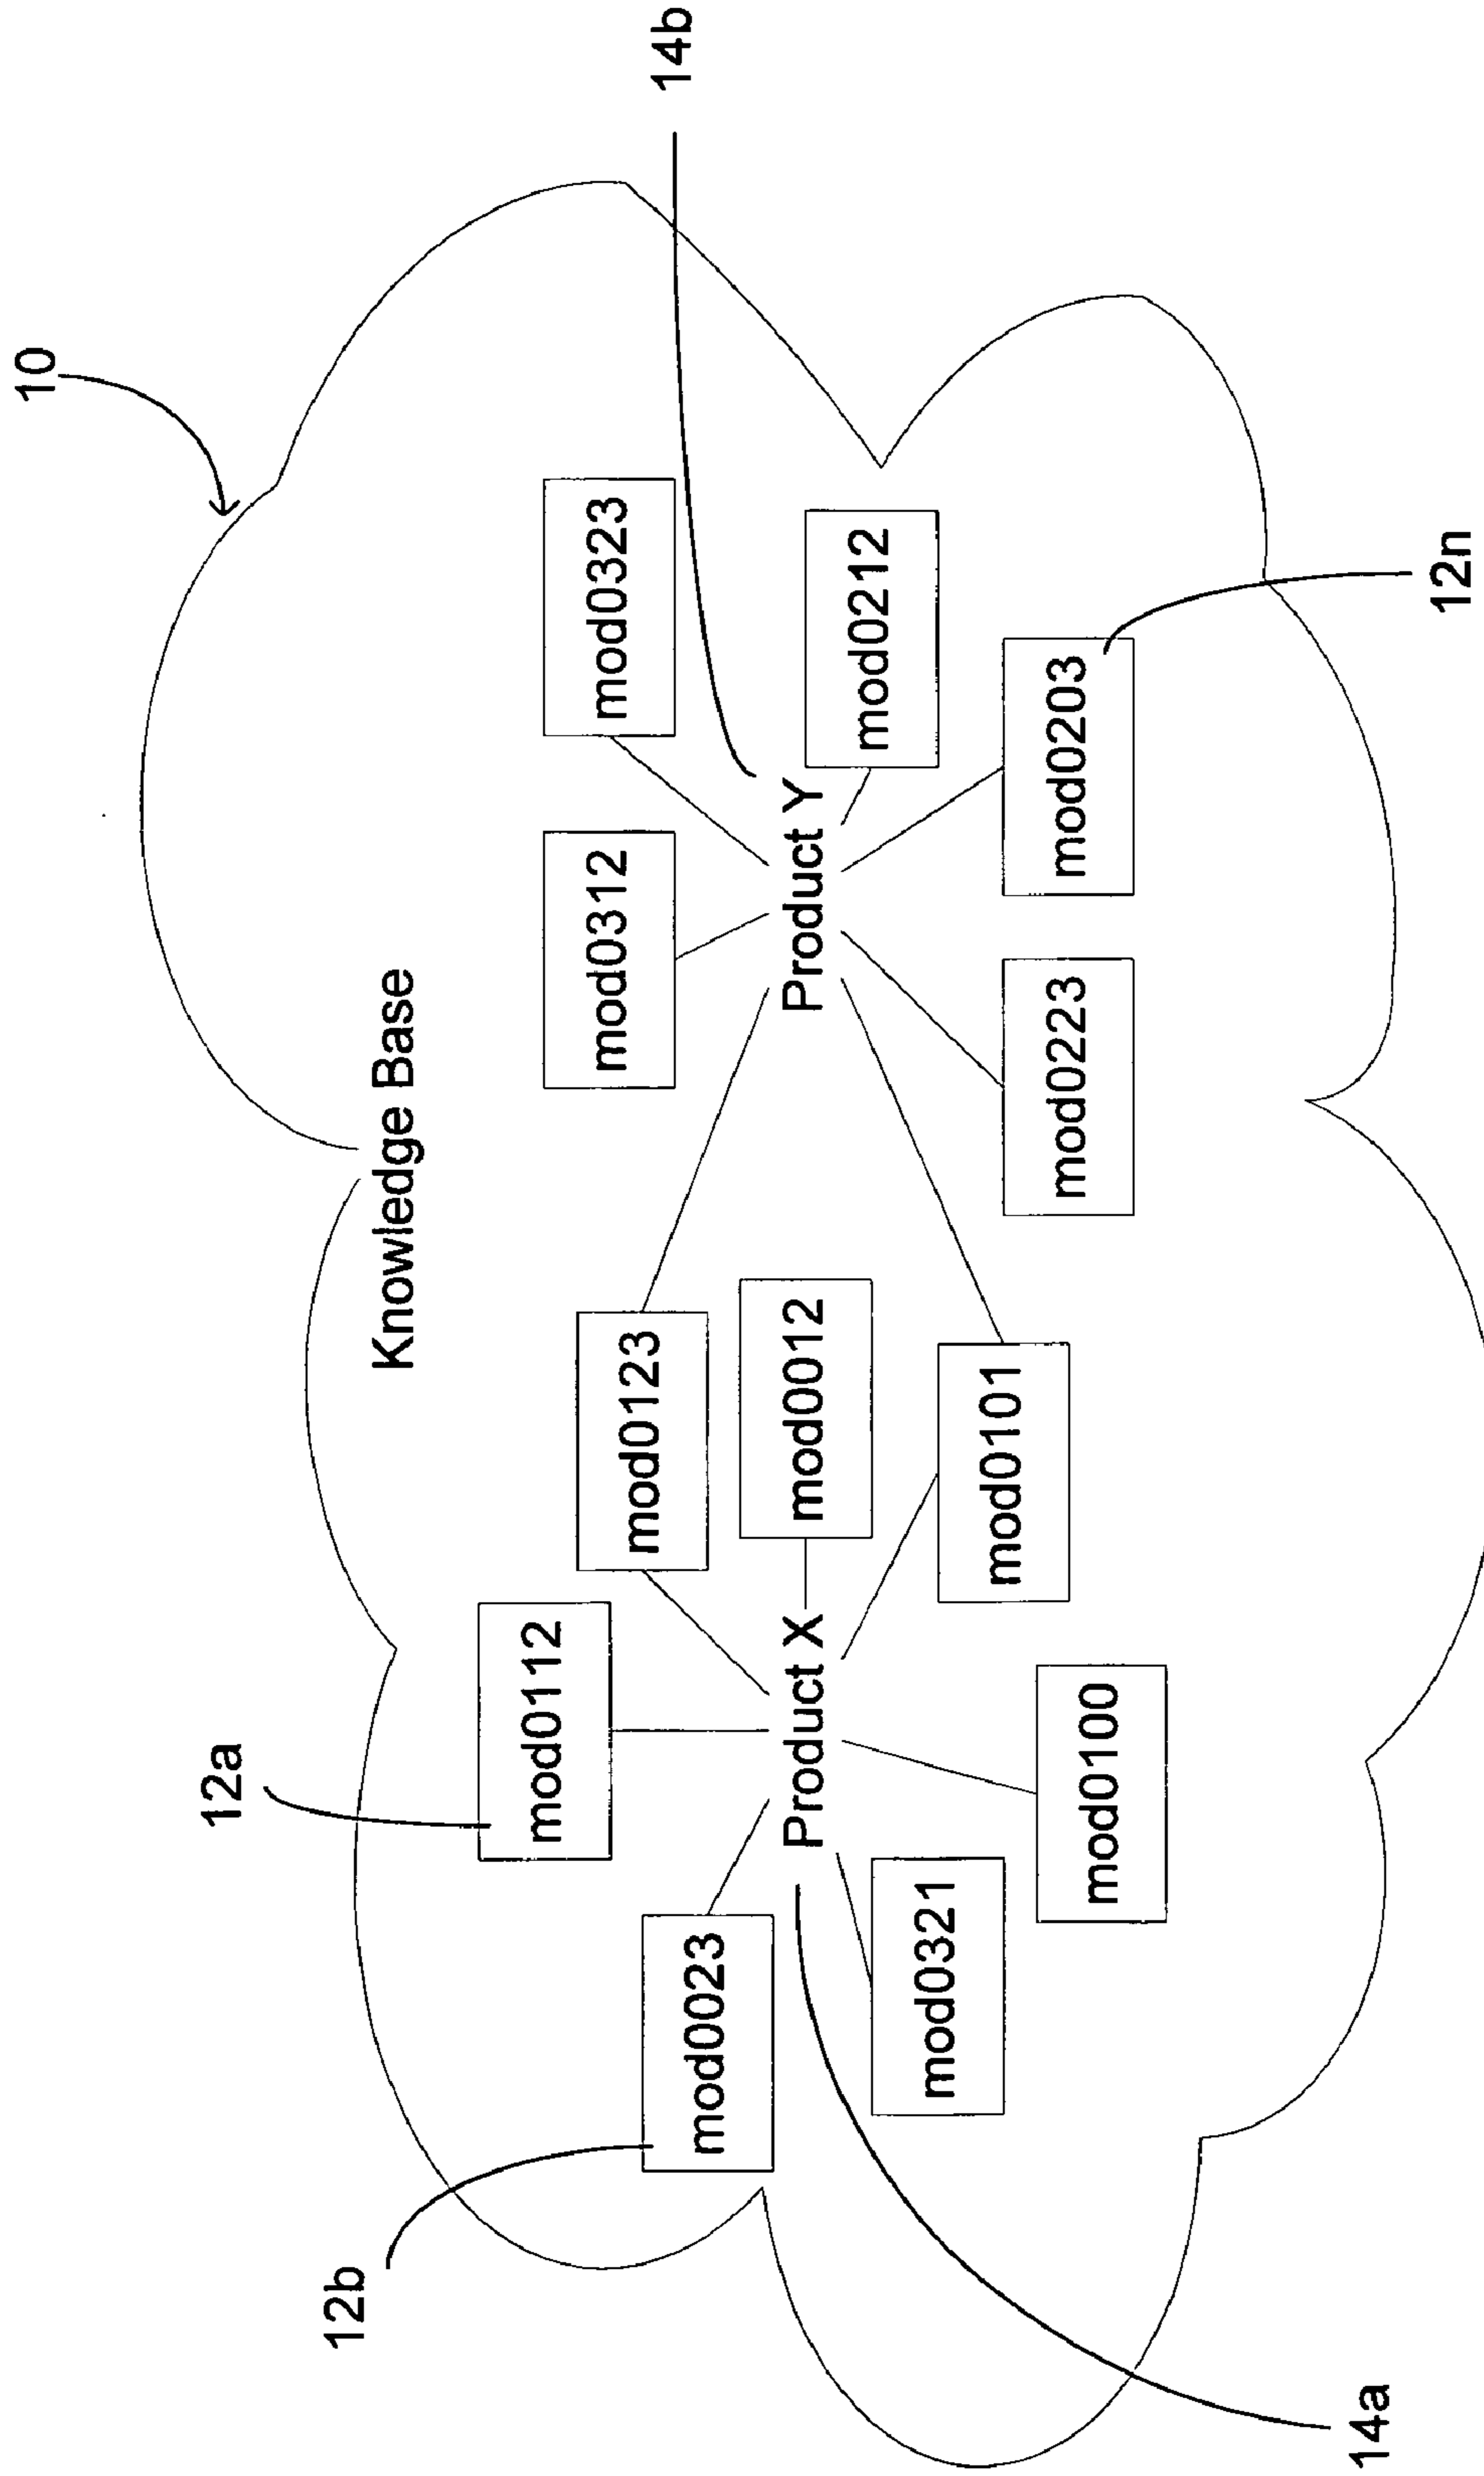 10
12a
12b
Knowledge Base
mod0112
mod0312
mod0323
mod0123
14b
mod0023
Product X
mod0012
Product Y
mod0212
mod0321
mod0101
mod0223
mod0203
mod0100
14a
12n